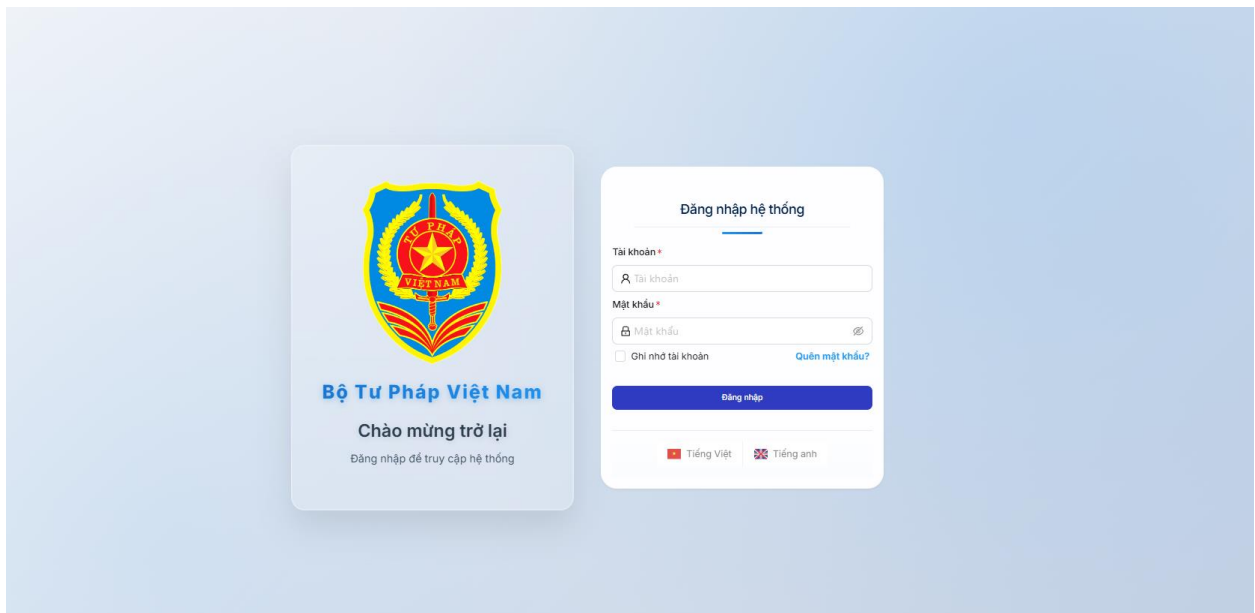 TƯ PHÁP
VIỆT NAM
Bộ Tư Pháp Việt Nam
Chào mừng trở lại
Đăng nhập để truy cập hệ thống
Đăng nhập hệ thống
Tài khoản *
Tài khoản
Mật khẩu *
Mật khẩu
Ghi nhớ tài khoản Quên mật khẩu?
Đăng nhập
Tiếng Việt Tiếng anh